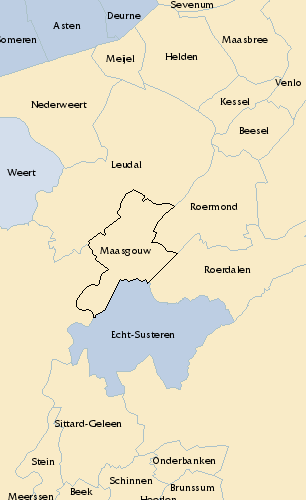 Sevenum
Deurne
Asten
Someren
Maasbree
Meijel
Helden
Venlo
Kessel
Nederweert
Beesel
Leudal
Weert
Roermond
Maasgouw
Roerdalen
Echt-Susteren
Sittard-Geleen
Stein
Onderbanken
Schinnen
Brunssum
Beek
Meerssen
Heerlen